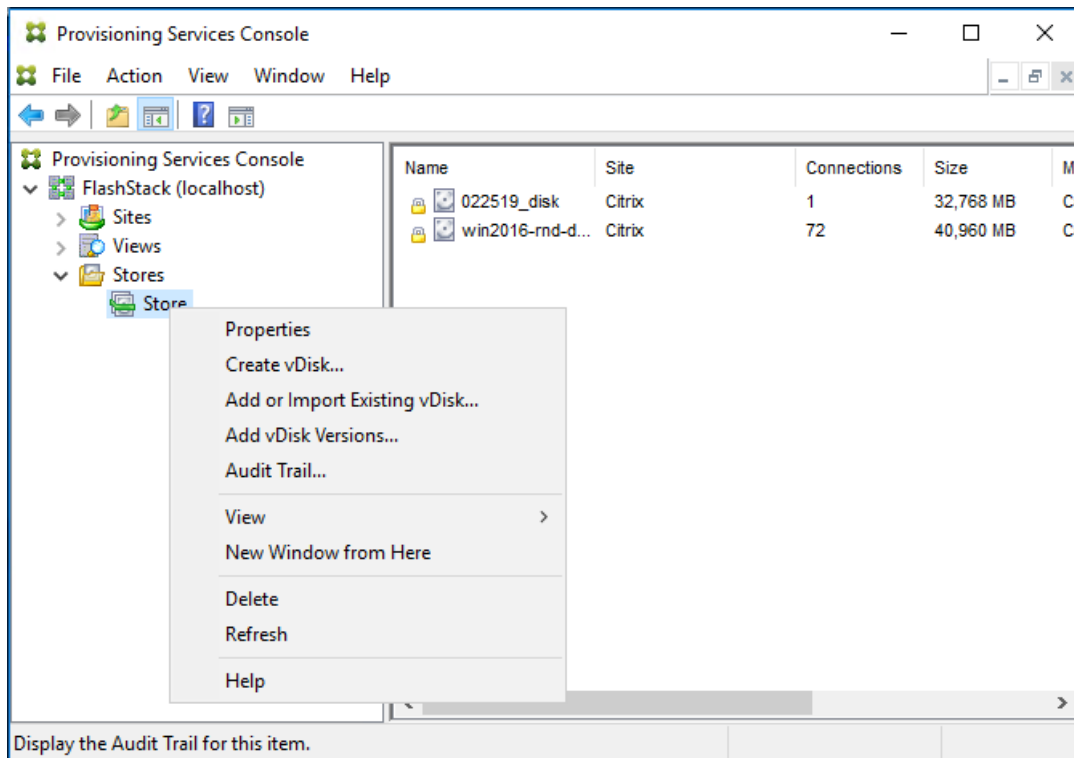 Provisioning Services Console
File Action View Window Help
Provisioning Services Console
FlashStack (localhost)
Sites
Views
Stores
Store
Name Site Connections Size M
022519_disk Citrix 1 32,768 MB C
win2016-rnd-d... Citrix 72 40,960 MB C
Properties
Create vDisk...
Add or Import Existing vDisk...
Add vDisk Versions...
Audit Trail...
View
New Window from Here
Delete
Refresh
Help
Display the Audit Trail for this item.